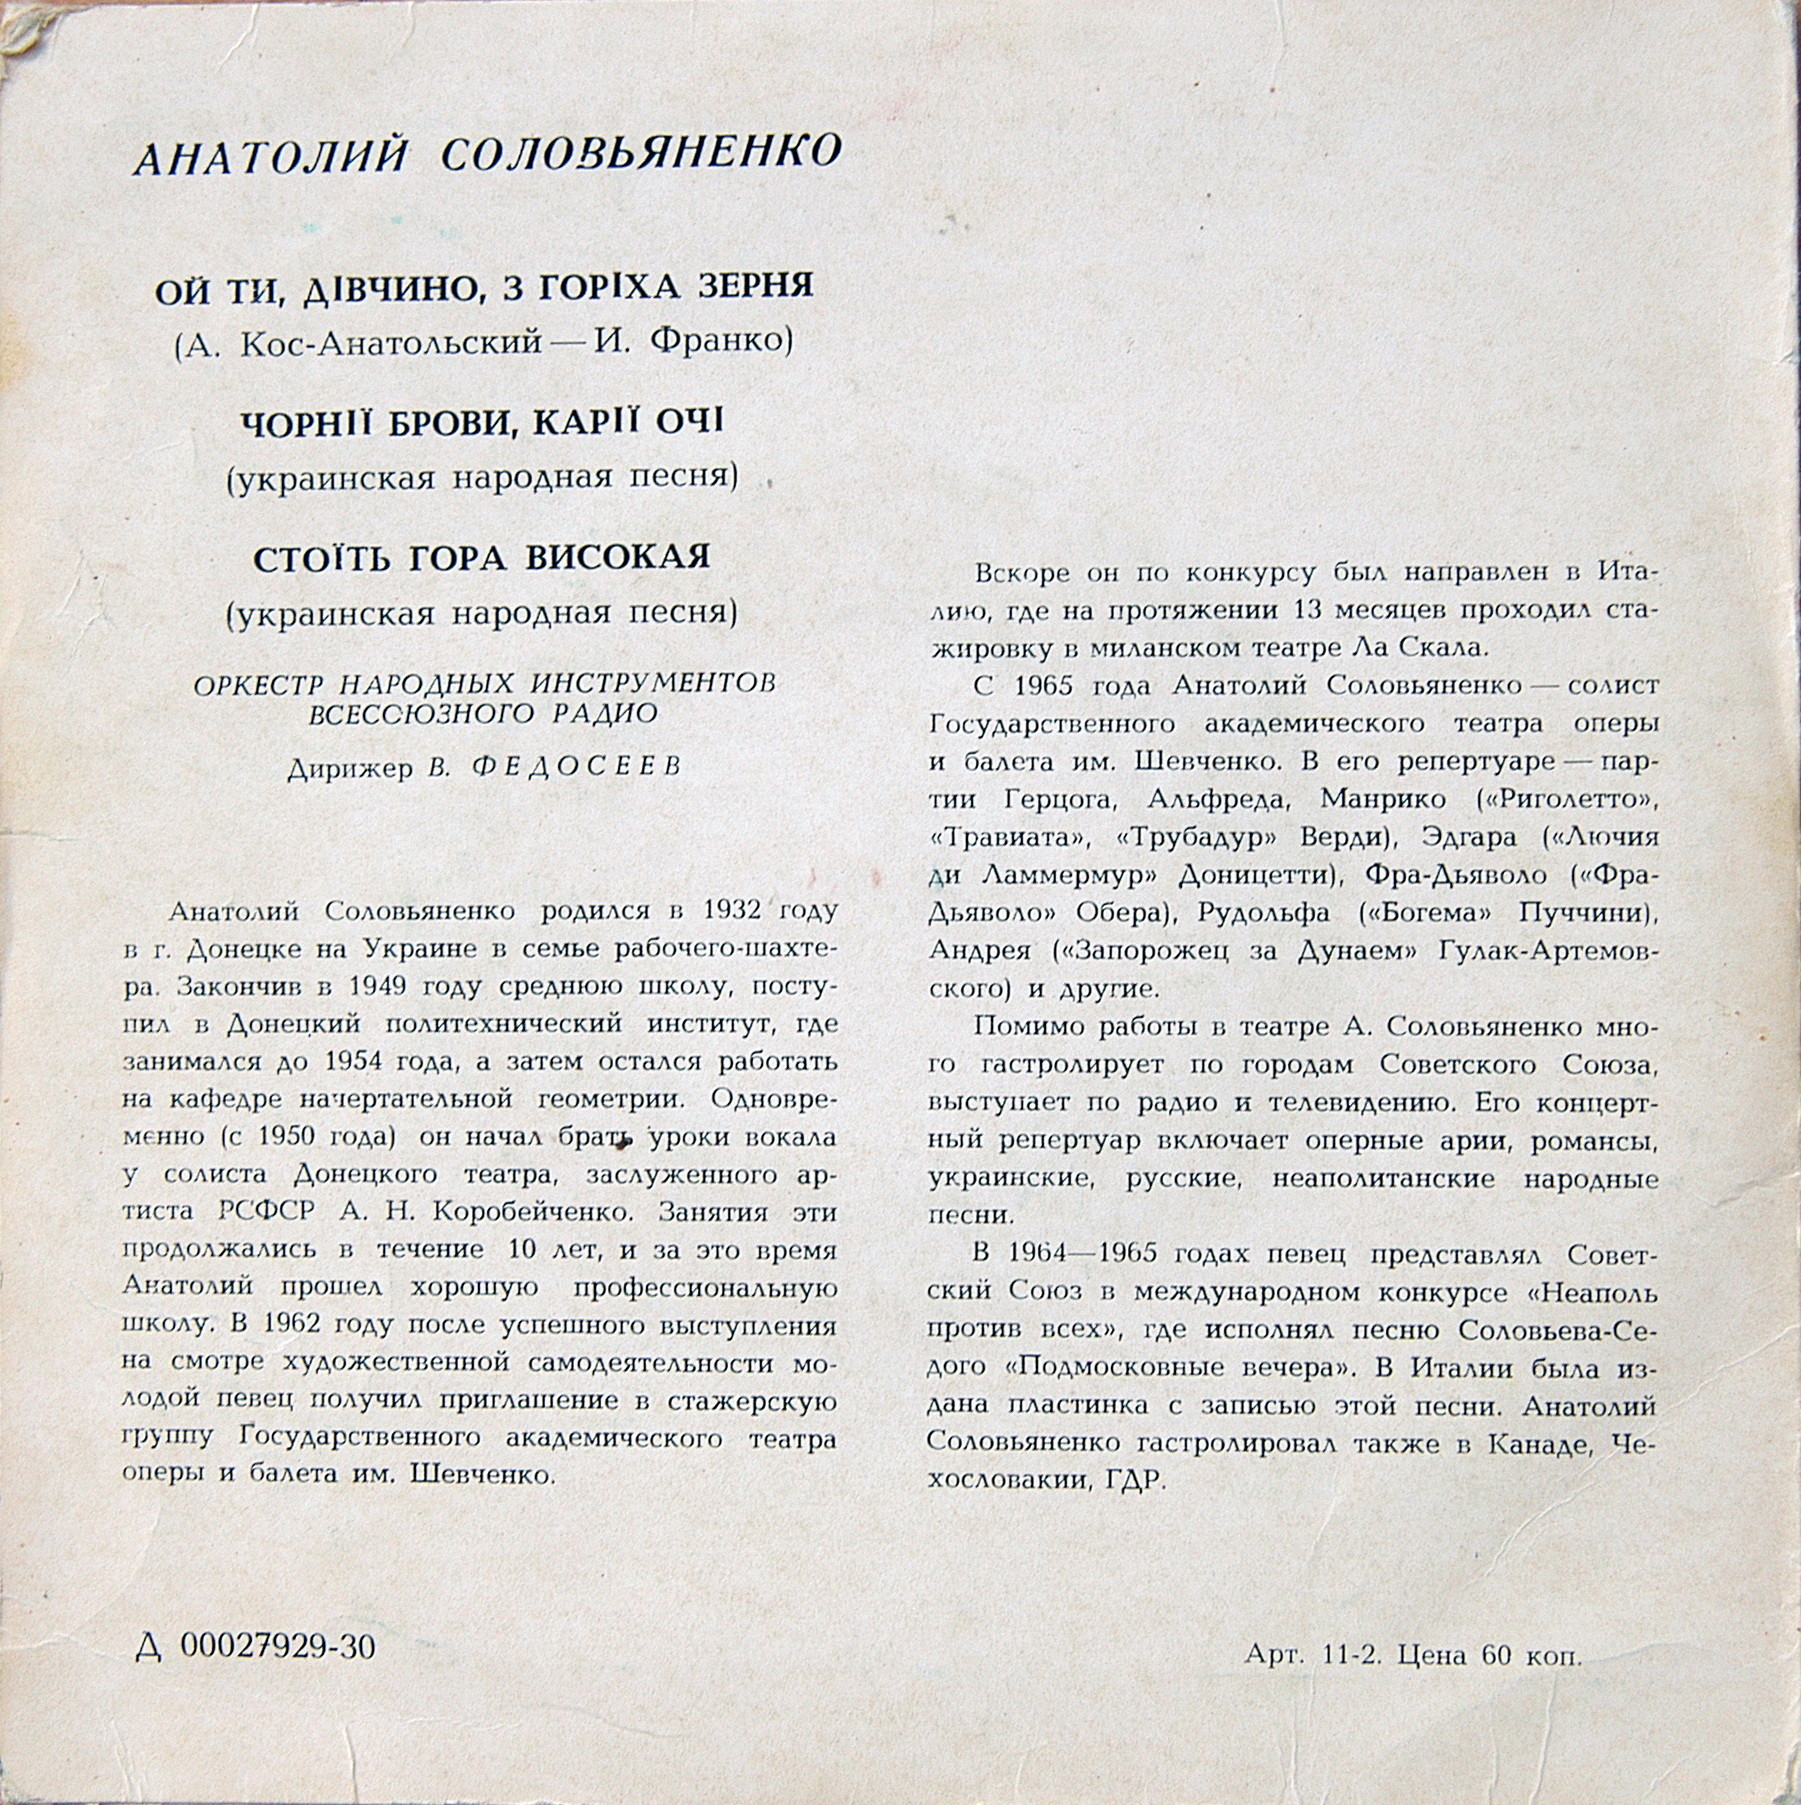 АНАТОЛИЙ СОЛОВЬЯНЕНКО
ОЙ ТИ, ДІВЧИНО, З ГОРІХА ЗЕРНЯ
(А. Кос-Анатольский — И. Франко)
ЧОРНІЇ БРОВИ, КАРІЇ ОЧІ
(украинская народная песня)
СТОЇТЬ ГОРА ВИСОКАЯ
(украинская народная песня)
ОРКЕСТР НАРОДНЫХ ИНСТРУМЕНТОВ
ВСЕСОЮЗНОГО РАДИО
Дирижер В. ФЕДОСЕЕВ
Анатолий Соловьяненко родился в 1932 году
в г. Донецке на Украине в семье рабочего-шахте-
ра. Закончив в 1949 году среднюю школу, посту-
пил в Донецкий политехнический институт, где
занимался до 1954 года, а затем остался работать
на кафедре начертательной геометрии. Одновре-
менно (с 1950 года) он начал брать уроки вокала
у солиста Донецкого театра, заслуженного ар-
тиста РСФСР А. Н. Коробейченко. Занятия эти
продолжались в течение 10 лет, и за это время
Анатолий прошел хорошую профессиональную
школу. В 1962 году после успешного выступления
на смотре художественной самодеятельности мо-
лодой певец получил приглашение в стажерскую
группу Государственного академического театра
оперы и балета им. Шевченко.
Вскоре он по конкурсу был направлен в Ита-
лию, где на протяжении 13 месяцев проходил ста-
жировку в миланском театре Ла Скала.
С 1965 года Анатолий Соловьяненко — солист
Государственного академического театра оперы
и балета им. Шевченко. В его репертуаре — пар-
тии Герцога, Альфреда, Манрико («Риголетто»,
«Травиата», «Трубадур» Верди), Эдгара («Лючия
ди Ламмермур» Доницетти), Фра-Дьяволо («Фра-
Дьяволо» Обера), Рудольфа («Богема» Пуччини),
Андрея («Запорожец за Дунаем» Гулак-Артемов-
ского) и другие.
Помимо работы в театре А. Соловьяненко мно-
го гастролирует по городам Советского Союза,
выступает по радио и телевидению. Его концерт-
ный репертуар включает оперные арии, романсы,
украинские, русские, неаполитанские народные
песни.
В 1964—1965 годах певец представлял Совет-
ский Союз в международном конкурсе «Неаполь
против всех», где исполнял песню Соловьева-Се-
дого «Подмосковные вечера». В Италии была из-
дана пластинка с записью этой песни. Анатолий
Соловьяненко гастролировал также в Канаде, Че-
хословакии, ГДР.
Д 00027929-30
Арт. 11-2. Цена 60 коп.